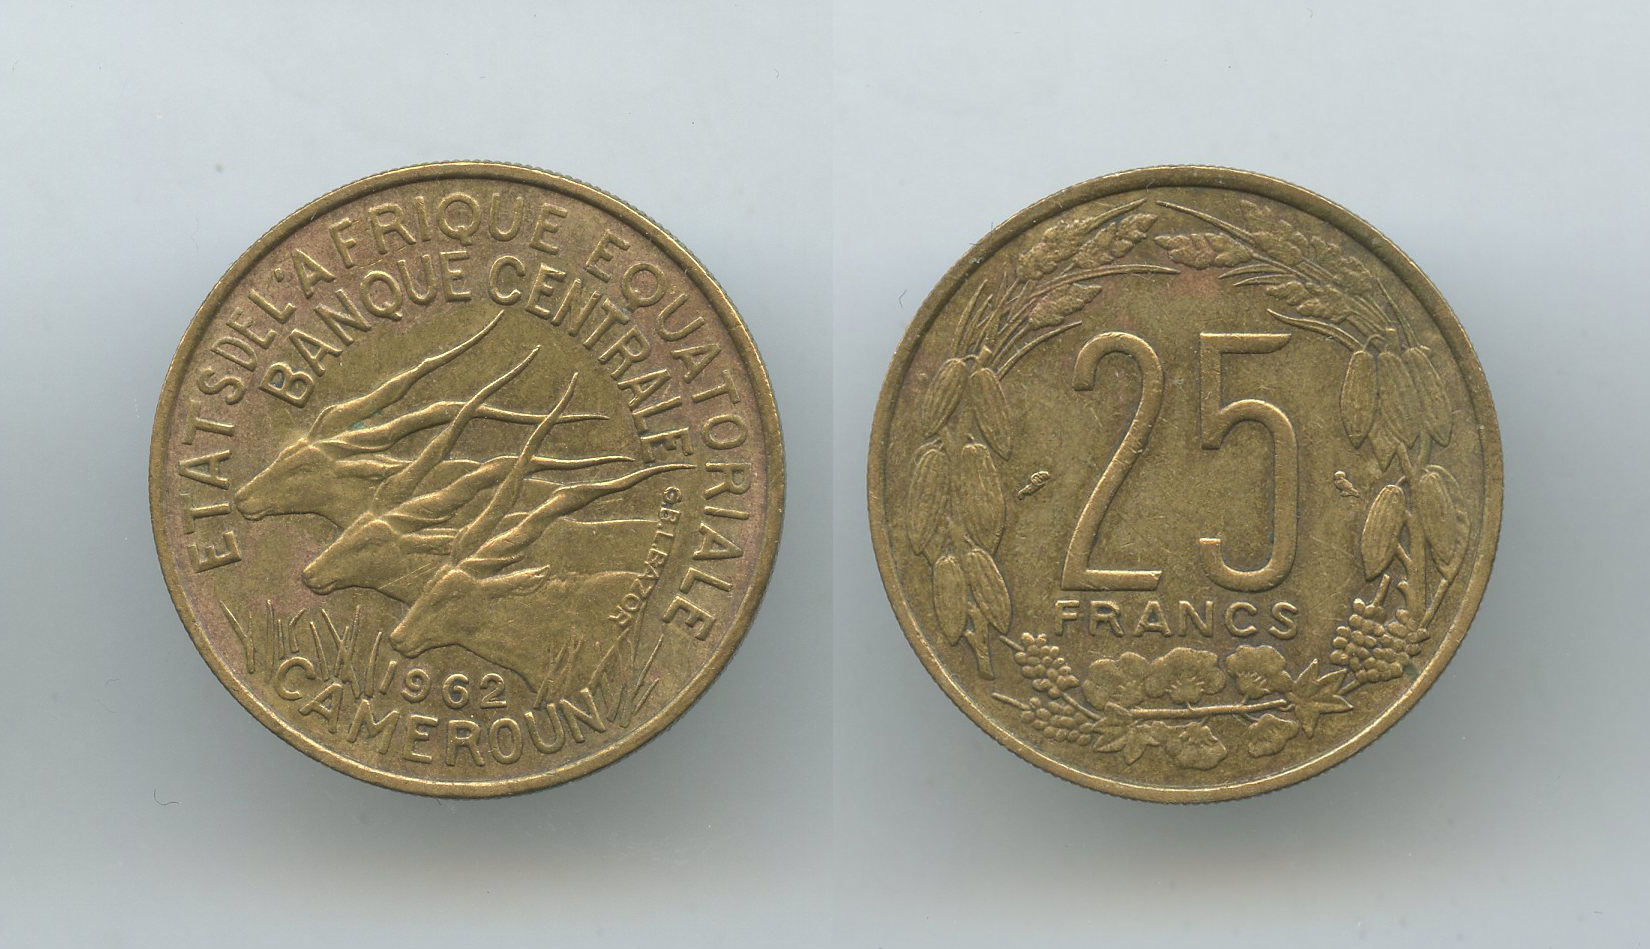 ETATS DE L'AFRIQUE EQUATORIALE
BANQUE CENTRALE
G.B.L.BAZOR
1962
CAMEROUN
25
FRANCS